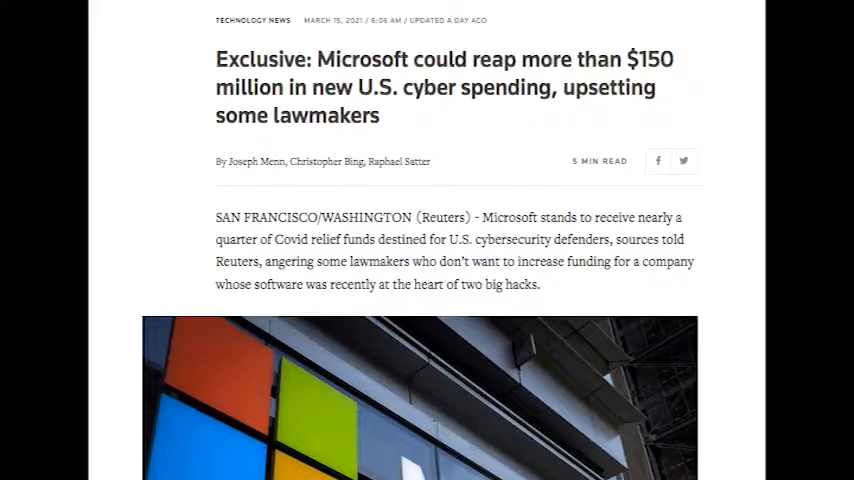 TECHNOLOGY NEWS MARCH 15, 2021 / 6:06 AM / UPDATED A DAY AGO
Exclusive: Microsoft could reap more than $150
million in new U.S. cyber spending, upsetting
some lawmakers
By Joseph Menn, Christopher Bing, Raphael Satter 5 MIN READ
SAN FRANCISCO/WASHINGTON (Reuters) - Microsoft stands to receive nearly a
quarter of Covid relief funds destined for U.S. cybersecurity defenders, sources told
Reuters, angering some lawmakers who don't want to increase funding for a company
whose software was recently at the heart of two big hacks.